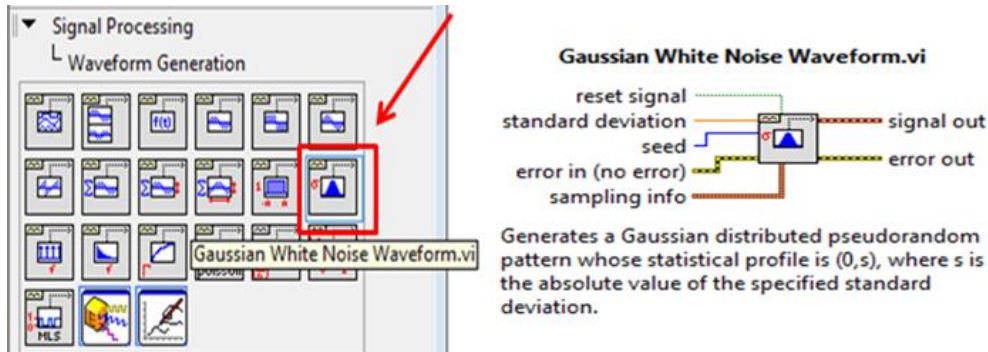 Signal Processing
Waveform Generation
f(t)
Σ
Σ
Σ
1
-a a
σ
f
f
Γ
Gaussian White Noise Waveform.vi
MLS
Gaussian White Noise Waveform.vi
reset signal
standard deviation
seed
error in (no error)
sampling info
σ
signal out
error out
Generates a Gaussian distributed pseudorandom
pattern whose statistical profile is (0,s), where s is
the absolute value of the specified standard
deviation.